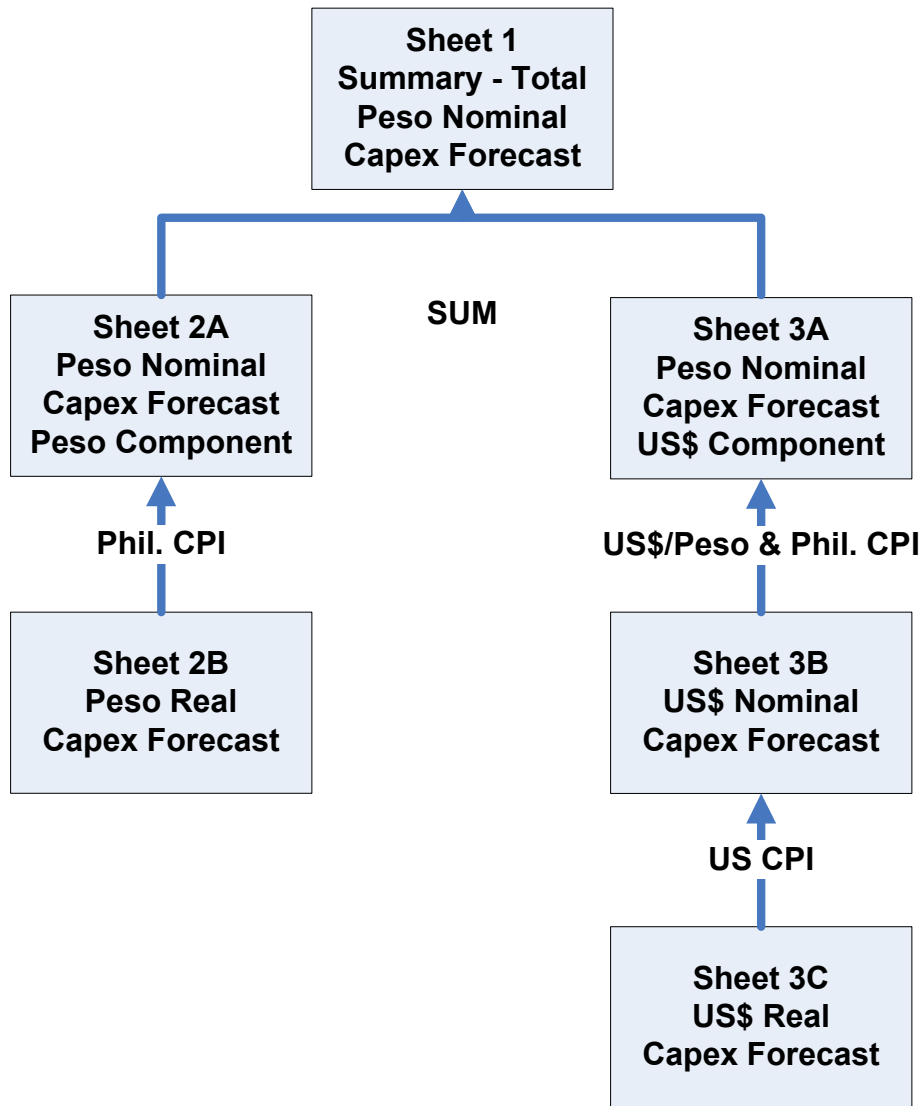 Sheet 1
Summary - Total
Peso Nominal
Capex Forecast
SUM
Sheet 2A
Peso Nominal
Capex Forecast
Peso Component
Sheet 3A
Peso Nominal
Capex Forecast
US$ Component
Phil. CPI
US$/Peso & Phil. CPI
Sheet 2B
Peso Real
Capex Forecast
Sheet 3B
US$ Nominal
Capex Forecast
US CPI
Sheet 3C
US$ Real
Capex Forecast